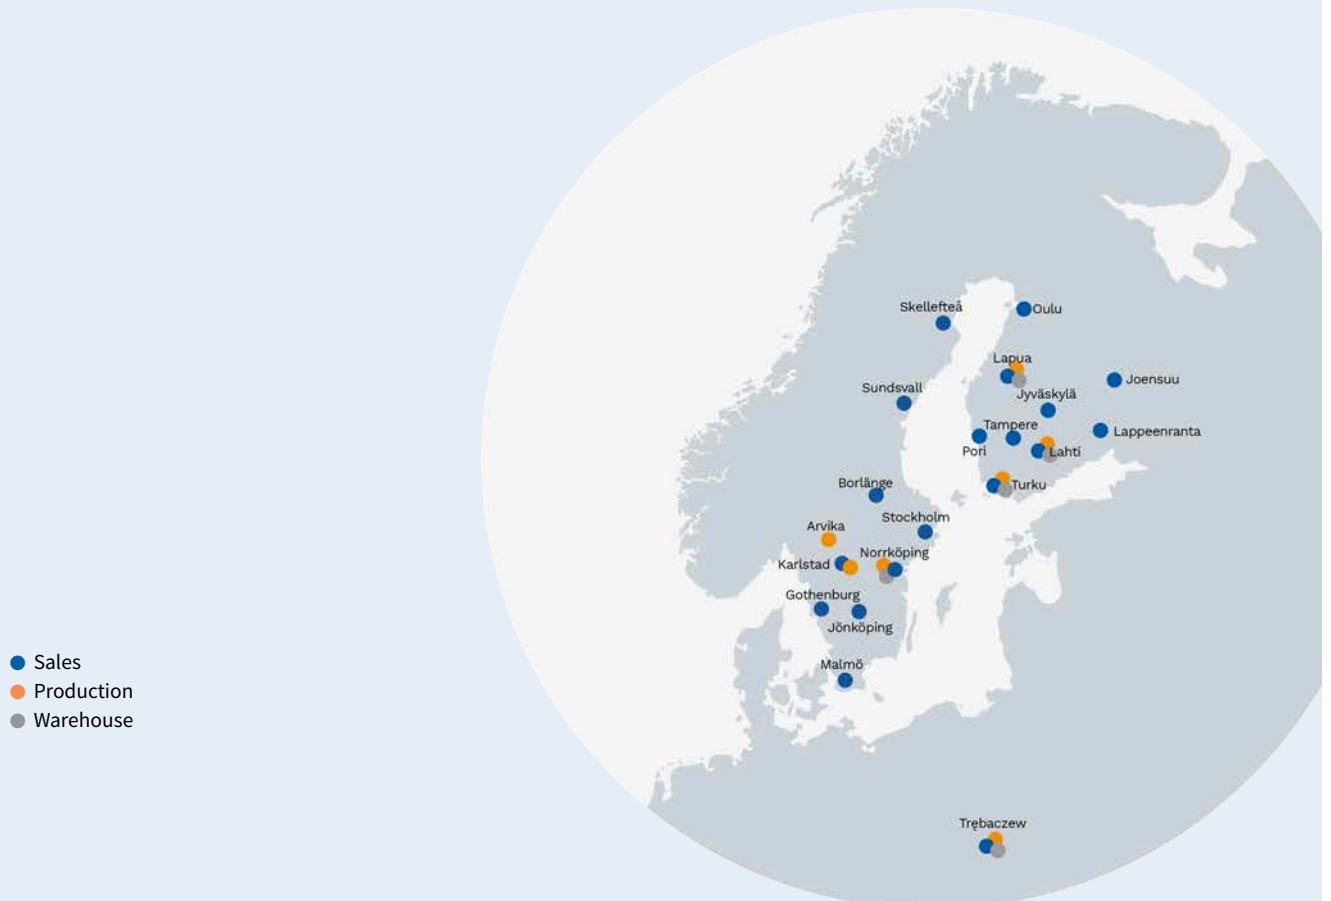 Skellefteå
Oulu
Lapua
Joensuu
Sundsvall
Jyväskylä
Tampere
Lappeenranta
Pori
Lahti
Borlänge
Turku
Stockholm
Arvika
Norrköping
Karlstad
Gothenburg
Jönköping
Malmö
Sales
Production
Warehouse
Trębaczew